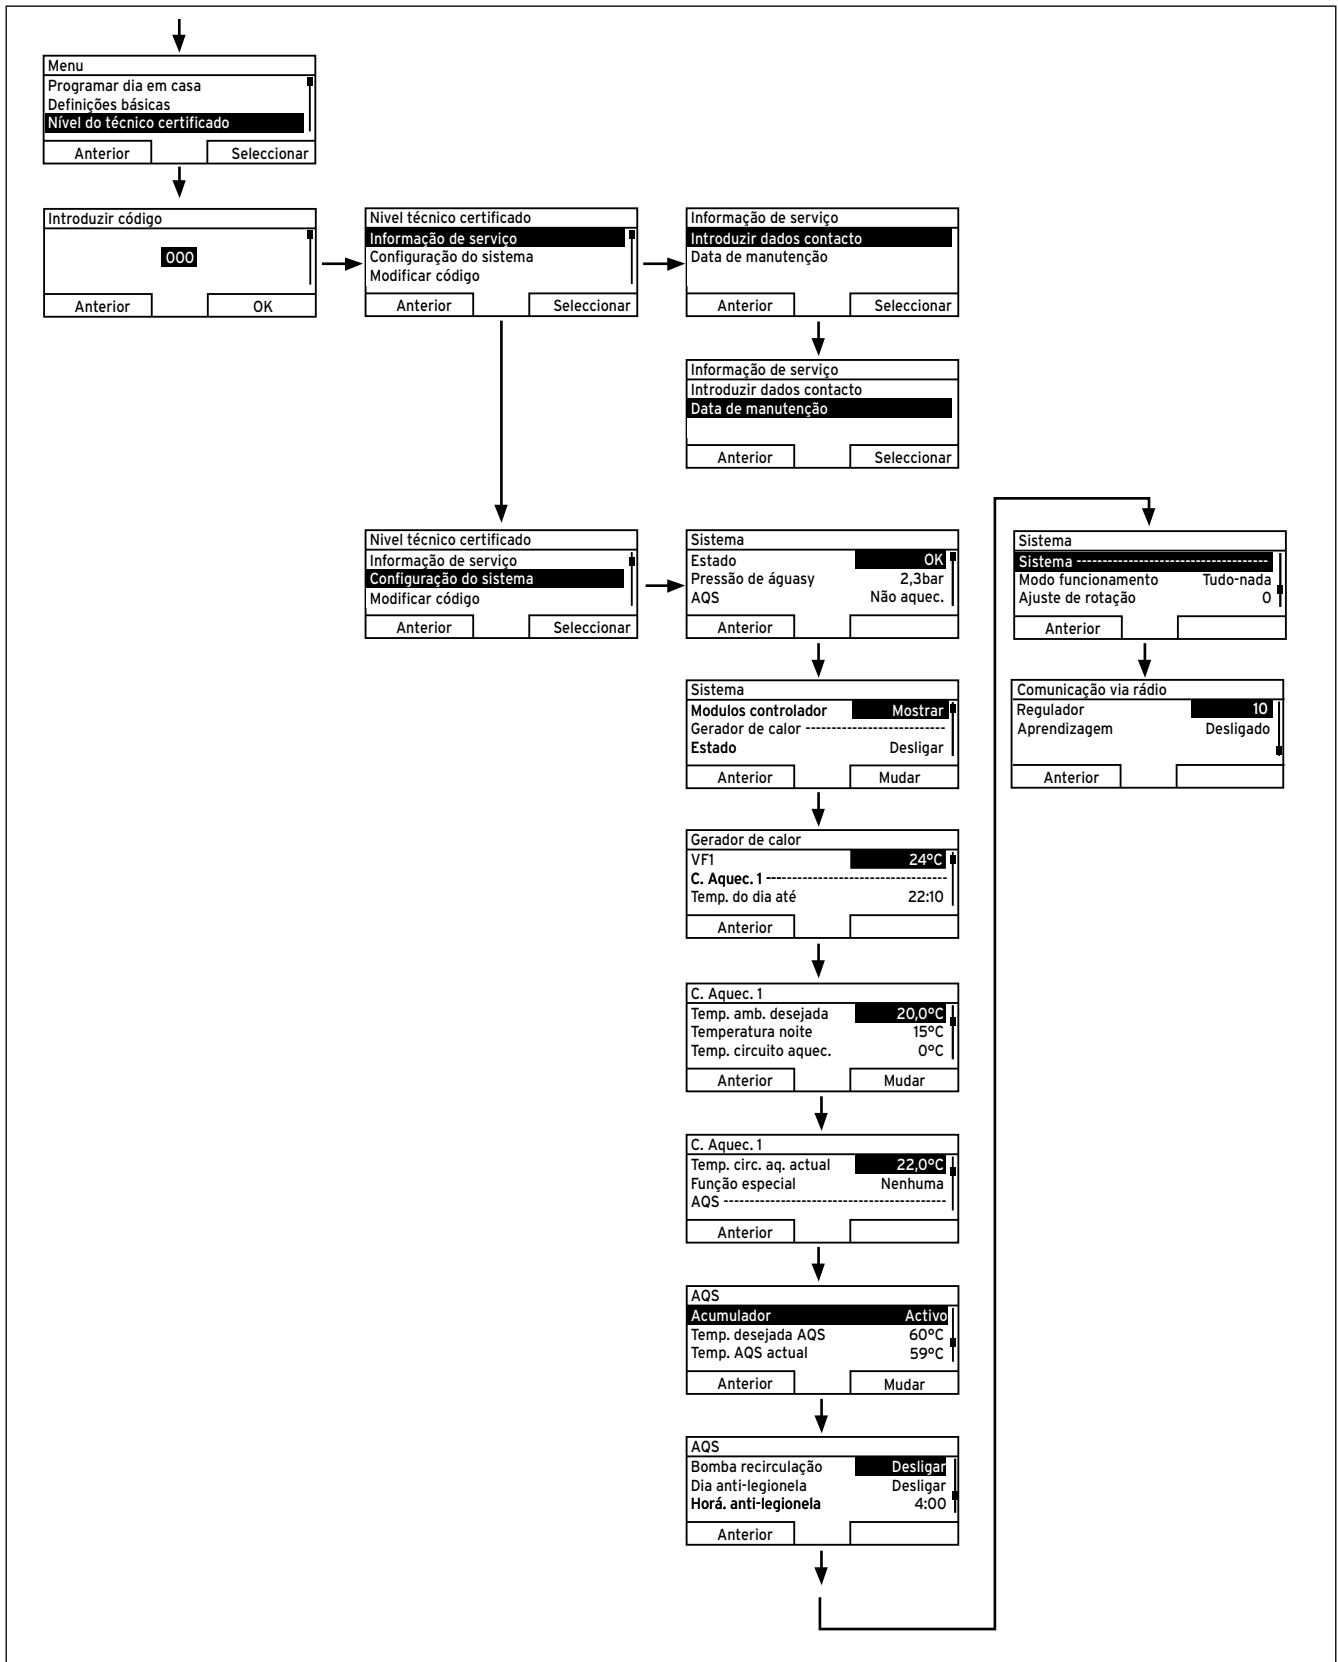 Menu
Programar dia em casa
Definições básicas
Nível do técnico certificado
Anterior Seleccionar
Introduzir código
000
Anterior OK
Nivel técnico certificado
Informação de serviço
Configuração do sistema
Modificar código
Anterior Seleccionar
Informação de serviço
Introduzir dados contacto
Data de manutenção
Anterior Seleccionar
Informação de serviço
Introduzir dados contacto
Data de manutenção
Anterior Seleccionar
Nivel técnico certificado
Informação de serviço
Configuração do sistema
Modificar código
Anterior Seleccionar
Sistema
Estado OK
Pressão de águasy 2,3bar
AQS Não aquec.
Anterior
Sistema
Modulos controlador Mostrar
Gerador de calor ---------------------------
Estado Desligar
Anterior Mudar
Gerador de calor
VF1 24°C
C. Aquec. 1 -----------------------------------
Temp. do dia até 22:10
Anterior
C. Aquec. 1
Temp. amb. desejada 20,0°C
Temperatura noite 15°C
Temp. circuito aquec. 0°C
Anterior Mudar
C. Aquec. 1
Temp. circ. aq. actual 22,0°C
Função especial Nenhuma
AQS -------------------------------------------
Anterior
AQS
Acumulador Activo
Temp. desejada AQS 60°C
Temp. AQS actual 59°C
Anterior Mudar
AQS
Bomba recirculação Desligar
Dia anti-legionela Desligar
Horá. anti-legionela 4:00
Anterior
Sistema
Sistema -------------------------------------
Modo funcionamento Tudo-nada
Ajuste de rotação 0
Anterior
Comunicação via rádio
Regulador 10
Aprendizagem Desligado
Anterior